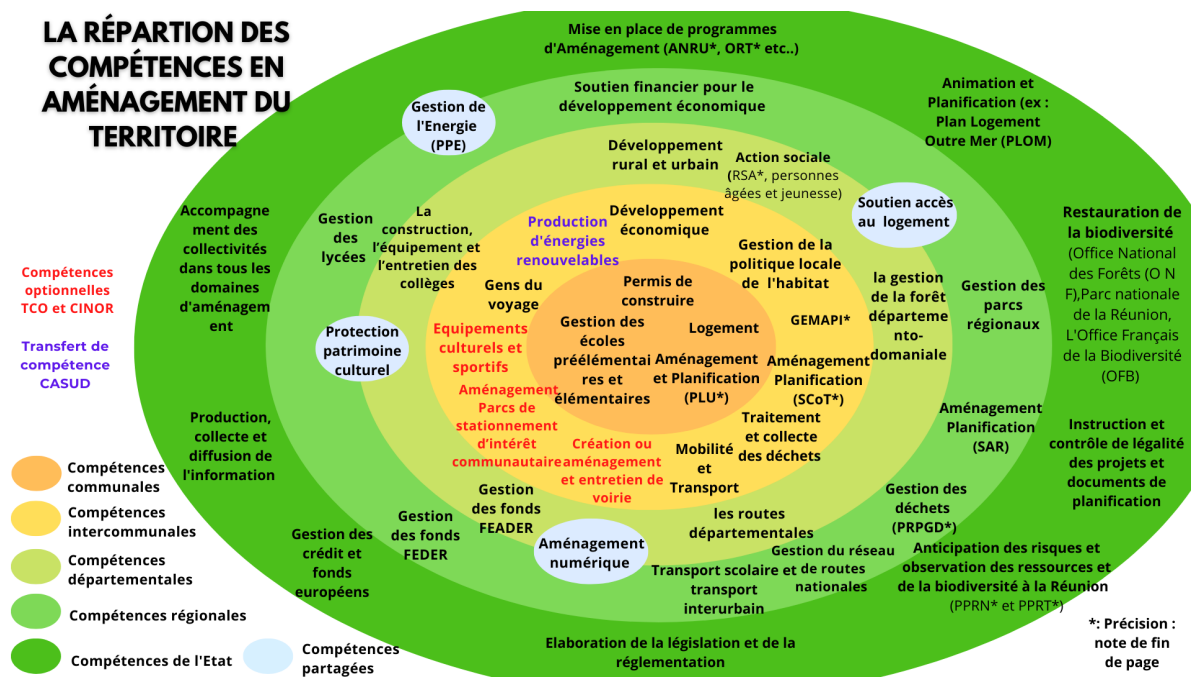 LA RÉPARTION DES
COMPÉTENCES EN
AMÉNAGEMENT DU
TERRITOIRE
Mise en place de programmes
d'Aménagement (ANRU*, ORT* etc..)
Animation et
Planification (ex :
Plan Logement
Outre Mer (PLOM)
Soutien financier pour le
développement économique
Gestion de
l'Energie
(PPE)
Développement
rural et urbain
Action sociale
(RSA*, personnes
âgées et jeunesse)
Soutien accès
au logement
Accompagne
ment des
collectivités
dans tous les
domaines
d'aménagem
ent
Gestion
des
lycées
La
construction,
l’équipement et
l’entretien des
collèges
Production
d'énergies
renouvelables
Développement
économique
Gestion de la
politique locale
de l'habitat
Restauration de
la biodiversité
(Office National
des Forêts (O N
F),Parc nationale
de la Réunion,
L'Office Français
de la Biodiversité
(OFB)
Compétences
optionnelles
TCO et CINOR
Transfert de
compétence
CASUD
Gens du
voyage
Permis de
construire
la gestion
de la forêt
départeme
nto-
domaniale
Gestion des
parcs
régionaux
Protection
patrimoine
culturel
Equipements
culturels et
sportifs
Gestion des
écoles
préélémentai
res et
élémentaires
Logement
GEMAPI*
Aménagement
et Planification
(PLU*)
Aménagement
Planification
(SCoT*)
Aménagement
Parcs de
stationnement
d’intérêt
communautaire
Création ou
aménagement
et entretien de
voirie
Mobilité
et
Transport
Traitement
et collecte
des déchets
Aménagement
Planification
(SAR)
Instruction et
contrôle de légalité
des projets et
documents de
planification
Production,
collecte et
diffusion de
l'information
Gestion
des fonds
FEADER
Gestion
des fonds
FEDER
Gestion des
crédit et
fonds
européens
Aménagement
numérique
les routes
départementales
Gestion des
déchets
(PRPGD*)
Gestion du réseau
de routes
nationales
Transport scolaire et
transport
interurbain
Anticipation des risques et
observation des ressources et
de la biodiversité à la Réunion
(PPRN* et PPRT*)
Elaboration de la législation et de la
réglementation
Compétences
communales
Compétences
intercommunales
Compétences
départementales
Compétences régionales
Compétences de l'Etat
Compétences
partagées
*: Précision :
note de fin
de page